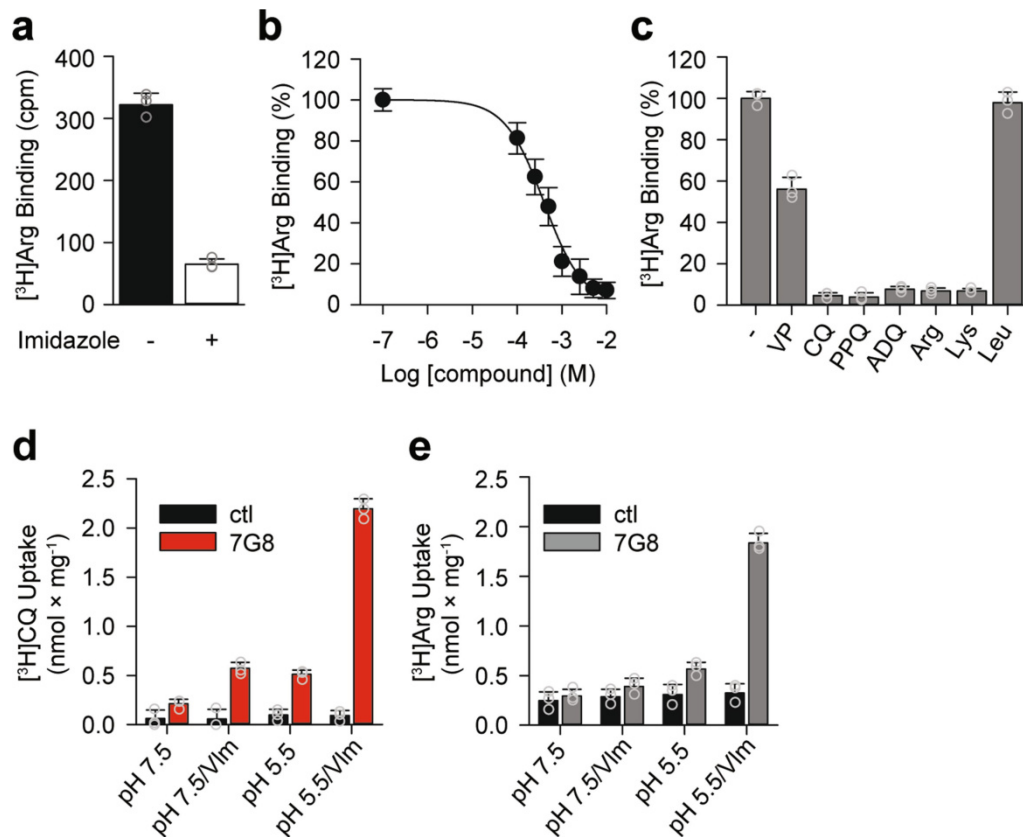 a
[³H]Arg Binding (cpm)
400
300
200
100
0
Imidazole - +
b
[³H]Arg Binding (%)
120
100
80
60
40
20
0
-7 -6 -5 -4 -3 -2
Log [compound] (M)
c
[³H]Arg Binding (%)
120
100
80
60
40
20
0
- VP CQ PPQ ADQ Arg Lys Leu
d
[³H]CQ Uptake
(nmol × mg⁻¹)
2.5
2.0
1.5
1.0
0.5
0.0
ctl
7G8
pH 7.5 pH 7.5/Vlm pH 5.5 pH 5.5/Vlm
e
[³H]Arg Uptake
(nmol × mg⁻¹)
2.5
2.0
1.5
1.0
0.5
0.0
ctl
7G8
pH 7.5 pH 7.5/Vlm pH 5.5 pH 5.5/Vlm